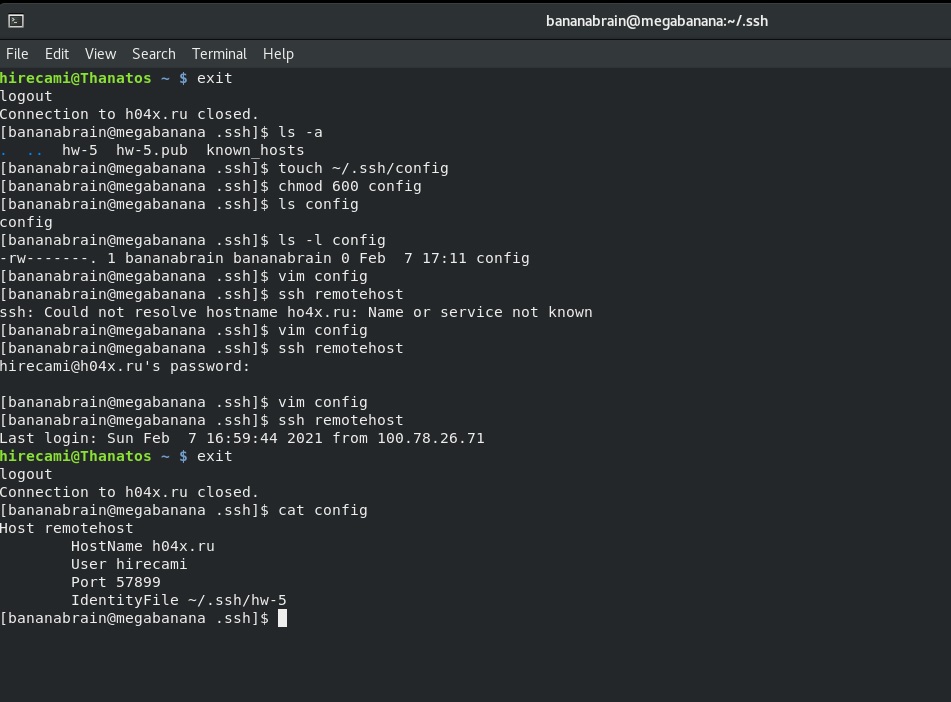 bananabrain@megabanana:~/.ssh
File Edit View Search Terminal Help
hirecami@Thanatos ~ $ exit
logout
Connection to h04x.ru closed.
[bananabrain@megabanana .ssh]$ ls -a
. .. hw-5 hw-5.pub known_hosts
[bananabrain@megabanana .ssh]$ touch ~/.ssh/config
[bananabrain@megabanana .ssh]$ chmod 600 config
[bananabrain@megabanana .ssh]$ ls config
config
[bananabrain@megabanana .ssh]$ ls -l config
-rw-------. 1 bananabrain bananabrain 0 Feb  7 17:11 config
[bananabrain@megabanana .ssh]$ vim config
[bananabrain@megabanana .ssh]$ ssh remotehost
ssh: Could not resolve hostname ho4x.ru: Name or service not known
[bananabrain@megabanana .ssh]$ vim config
[bananabrain@megabanana .ssh]$ ssh remotehost
hirecami@h04x.ru's password:
[bananabrain@megabanana .ssh]$ vim config
[bananabrain@megabanana .ssh]$ ssh remotehost
Last login: Sun Feb  7 16:59:44 2021 from 100.78.26.71
hirecami@Thanatos ~ $ exit
logout
Connection to h04x.ru closed.
[bananabrain@megabanana .ssh]$ cat config
Host remotehost
        HostName h04x.ru
        User hirecami
        Port 57899
        IdentityFile ~/.ssh/hw-5
[bananabrain@megabanana .ssh]$